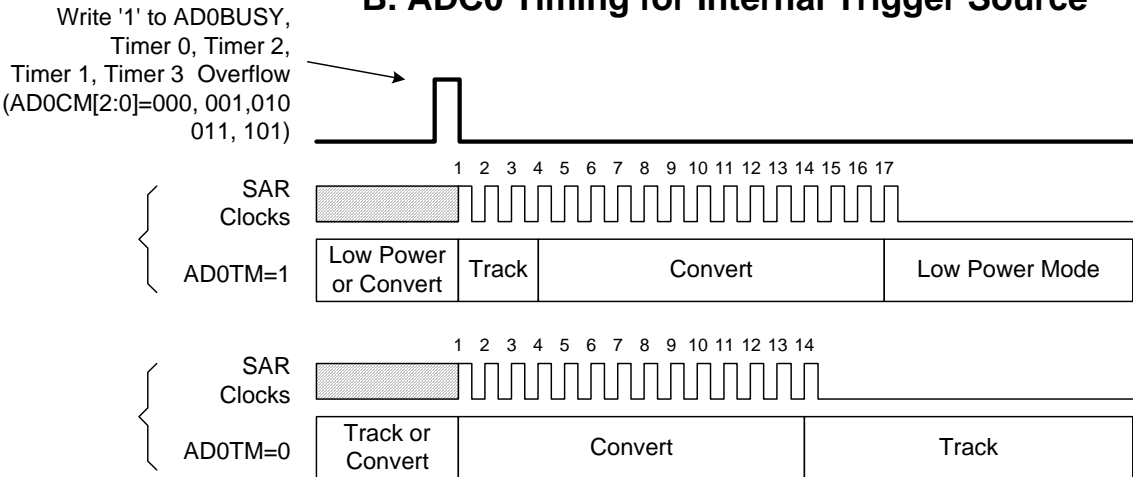 B. ADC0 Timing for Internal Trigger Source
Write '1' to AD0BUSY,
Timer 0, Timer 2,
Timer 1, Timer 3 Overflow
(AD0CM[2:0]=000, 001,010
011, 101)
1 2 3 4 5 6 7 8 9 10 11 12 13 14 15 16 17
SAR
Clocks
AD0TM=1
Low Power
or Convert
Track
Convert
Low Power Mode
1 2 3 4 5 6 7 8 9 10 11 12 13 14
SAR
Clocks
AD0TM=0
Track or
Convert
Convert
Track